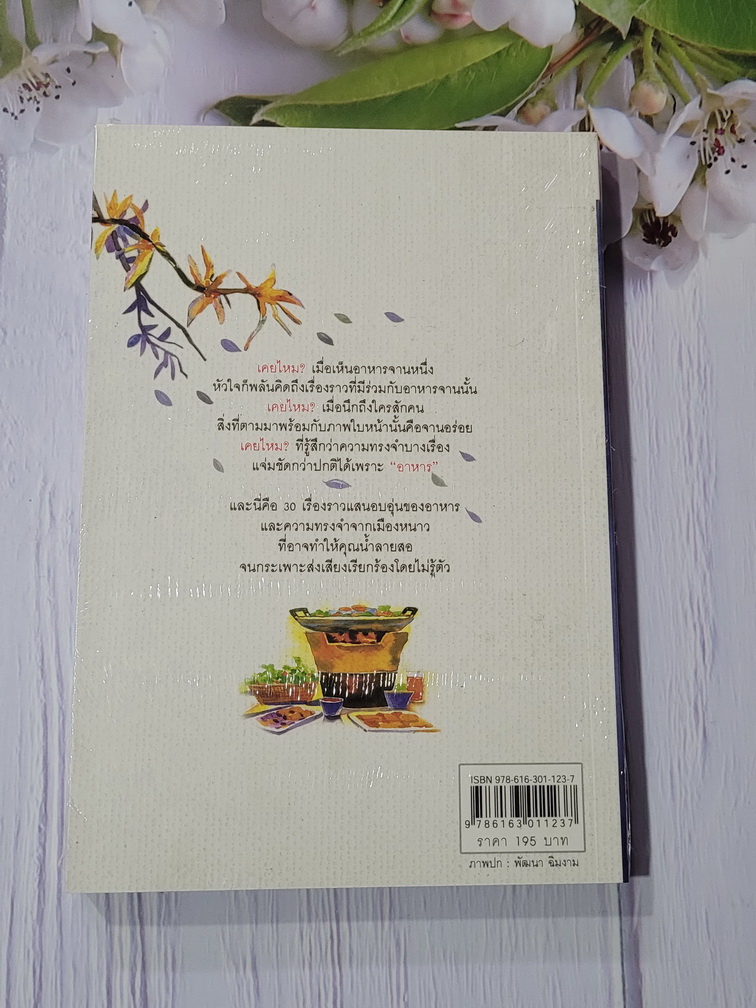 เคยไหม? เมื่อเห็นอาหารจานหนึ่ง
หัวใจก็พลันคิดถึงเรื่องราวที่มีร่วมกับอาหารจานนั้น
เคยไหม? เมื่อนึกถึงใครสักคน
สิ่งที่ตามมาพร้อมกับภาพใบหน้านั้นคือจานอร่อย
เคยไหม? ที่รู้สึกว่าความทรงจำบางเรื่อง
แจ่มชัดกว่าปกติได้เพราะ “อาหาร”
และนี่คือ 30 เรื่องราวแสนอบอุ่นของอาหาร
และความทรงจำจากเมืองหนาว
ที่อาจทำให้คุณน้ำลายสอ
จนกระเพาะส่งเสียงเรียกร้องโดยไม่รู้ตัว
ISBN 978-616-301-123-7
9 786163 011237
ราคา 195 บาท
ภาพปก : พัฒนา ฉิมงาม